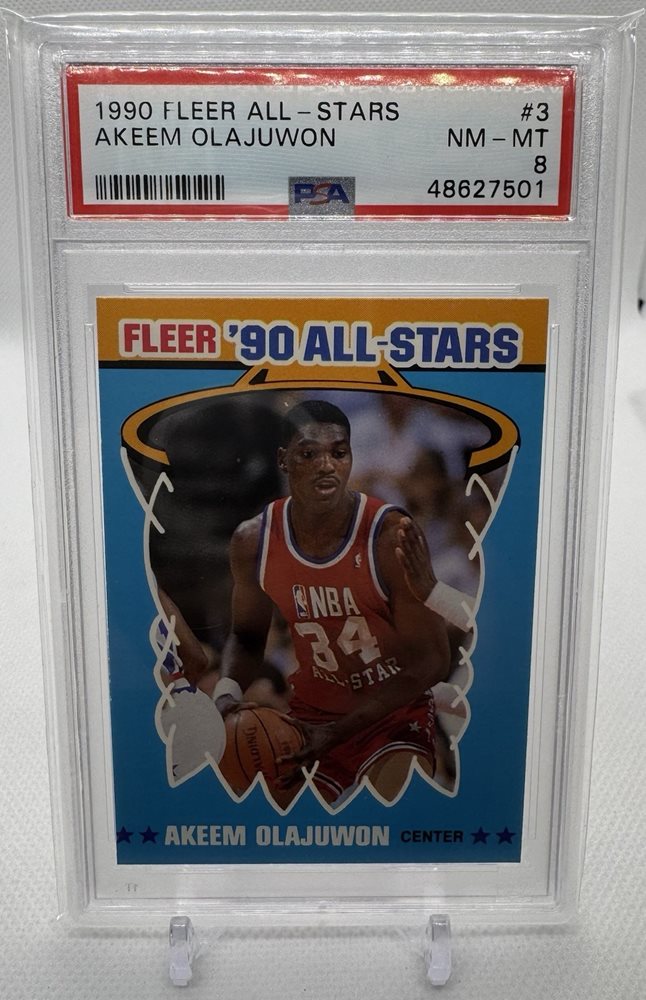 1990 FLEER ALL-STARS #3
AKEEM OLAJUWON NM-MT
8
PSA 48627501
FLEER '90 ALL-STARS
NBA
34
ALL-STAR
AKEEM OLAJUWON CENTER